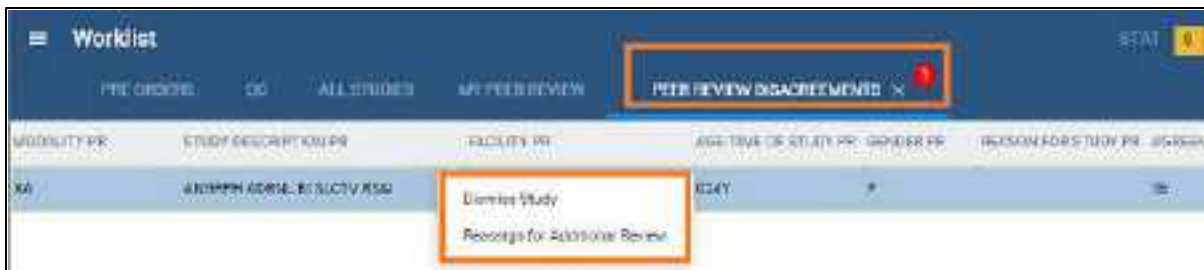 Worklist
STAT 0
PRE ORDERS QC ALL STUDIES MY PEER REVIEW PEER REVIEW DISAGREEMENTS ×
MODALITY PR STUDY DESCRIPTION PR FACILITY PR AGE TIME OF STUDY PR GENDER PR REASON FOR STUDY PR
XA 024Y F
Dismiss Study
Reassign for Additional Review